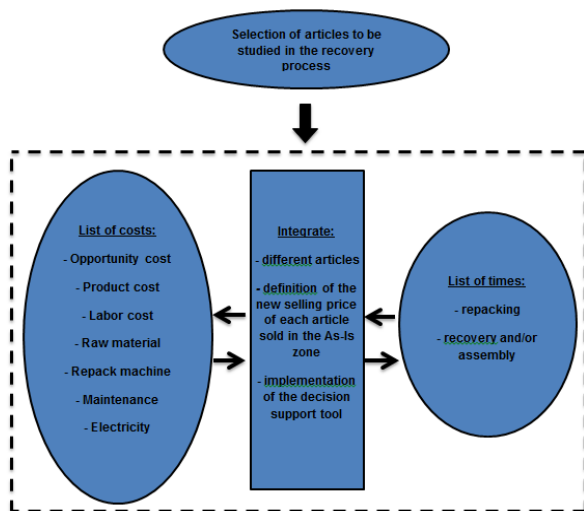 Selection of articles to be
studied in the recovery
process
List of costs:
- Opportunity cost
- Product cost
- Labor cost
- Raw material
- Repack machine
- Maintenance
- Electricity
Integrate:
- different articles
- definition of the
new selling price
of each article
sold in the As-Is
zone
- implementation
of the decision
support tool
List of times:
- repacking
- recovery and/or
assembly